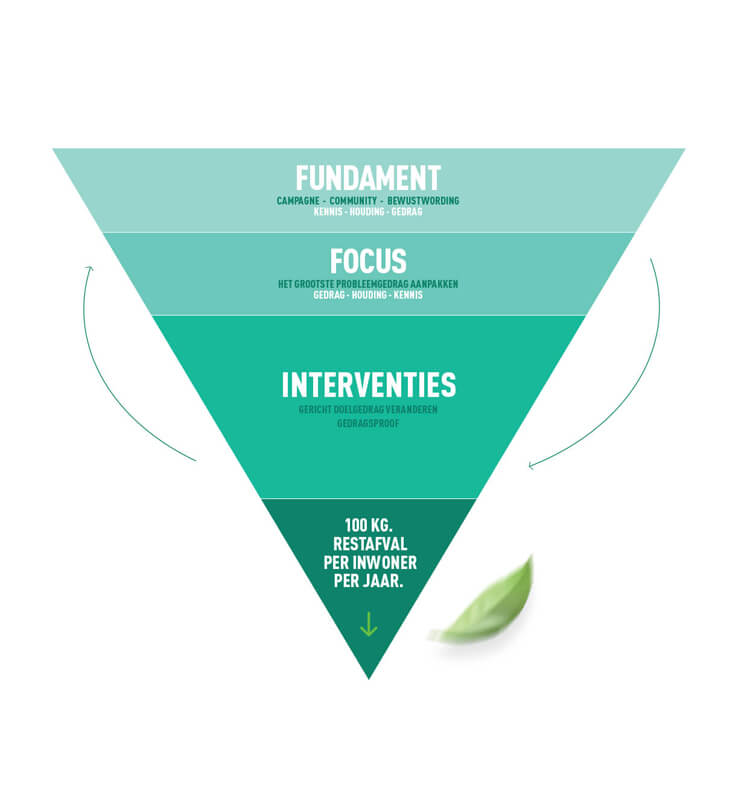 FUNDAMENT
CAMPAGNE - COMMUNITY - BEWUSTWORDING
KENNIS - HOUDING - GEDRAG
FOCUS
HET GROOTSTE PROBLEEMGEDRAG AANPAKKEN
GEDRAG - HOUDING - KENNIS
INTERVENTIES
GERICHT DOELGEDRAG VERANDEREN
GEDRAGSPROOF
100 KG.
RESTAFVAL
PER INWONER
PER JAAR.